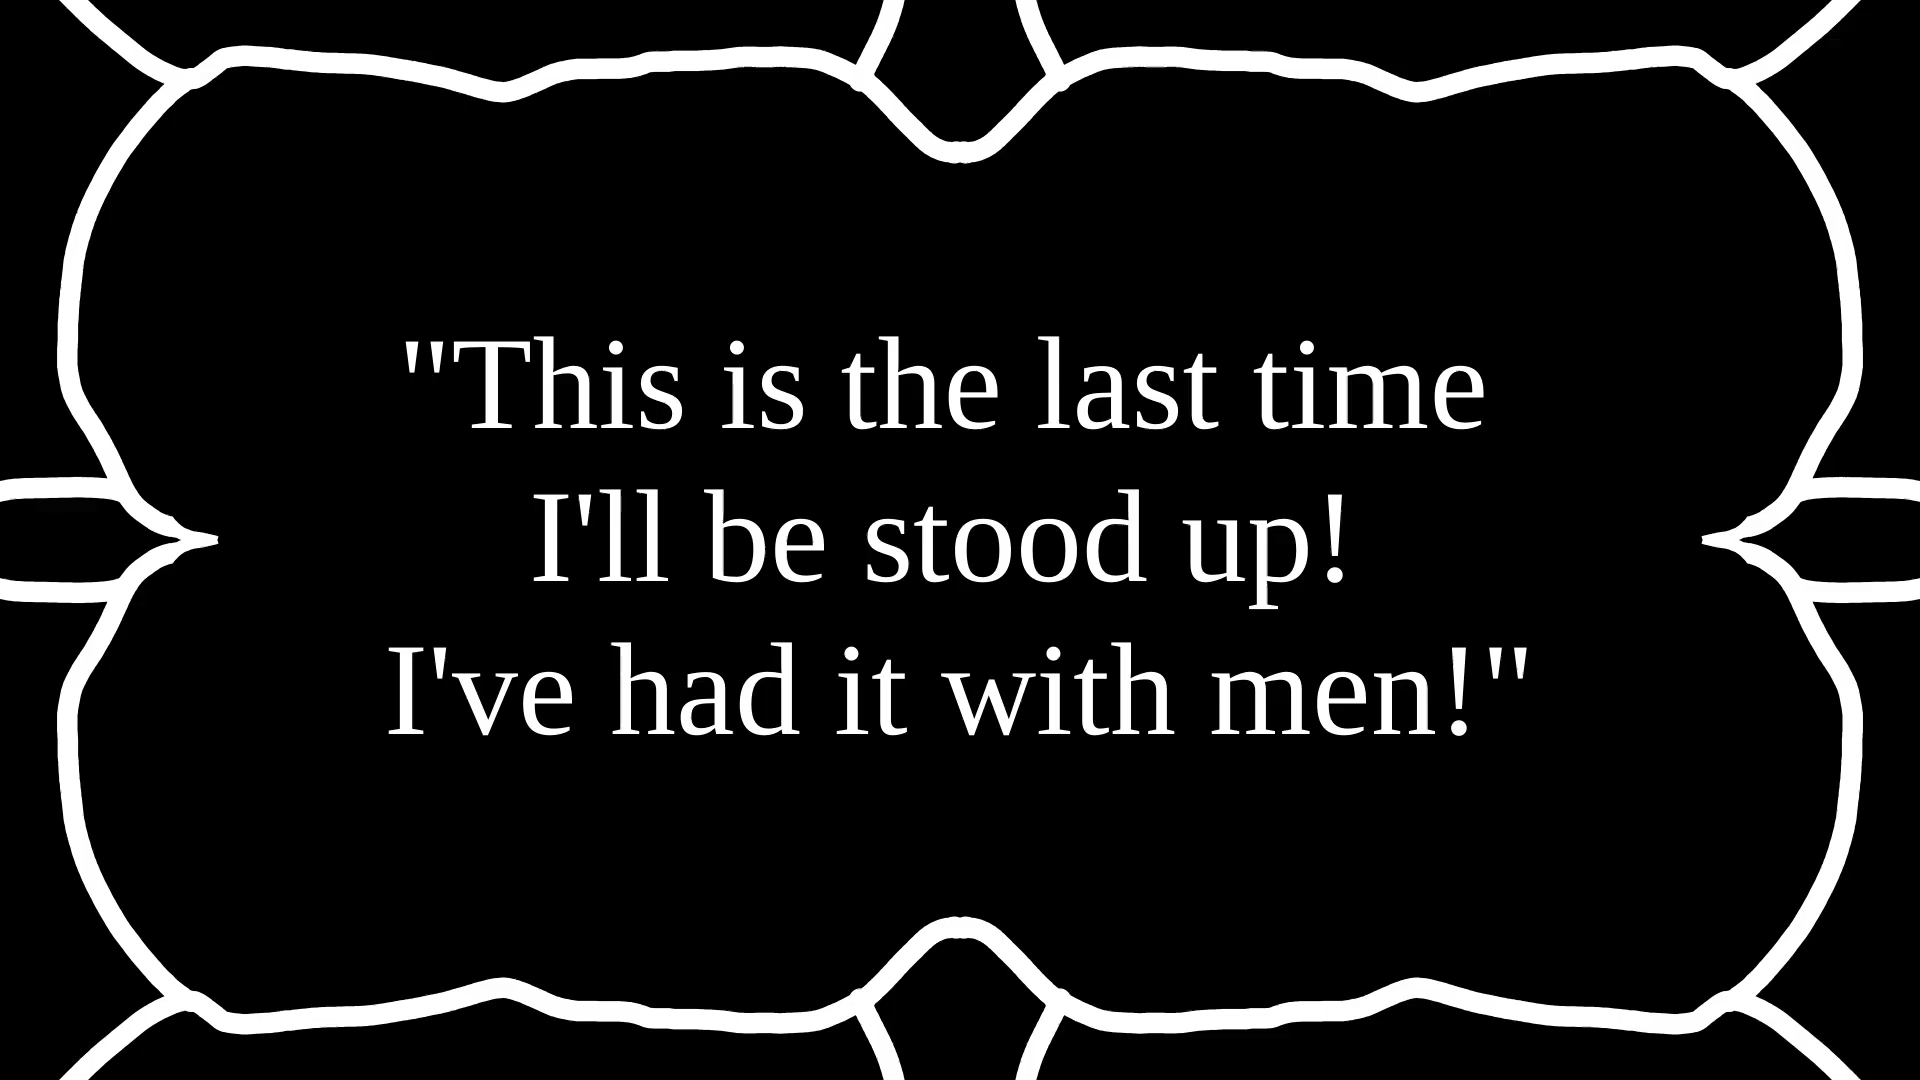 "This is the last time
I'll be stood up!
I've had it with men!"